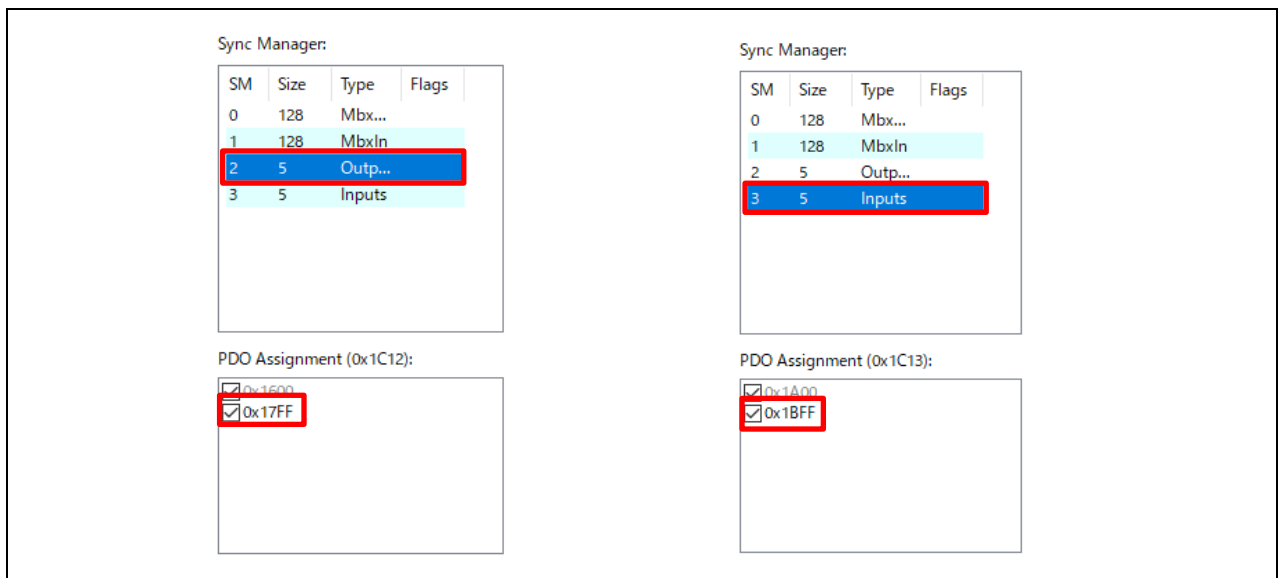 Sync Manager:
SM Size Type Flags
0 128 Mbx...
1 128 MbxIn
2 5 Outp...
3 5 Inputs
PDO Assignment (0x1C12):
0x1600
0x17FF
Sync Manager:
SM Size Type Flags
0 128 Mbx...
1 128 MbxIn
2 5 Outp...
3 5 Inputs
PDO Assignment (0x1C13):
0x1A00
0x1BFF